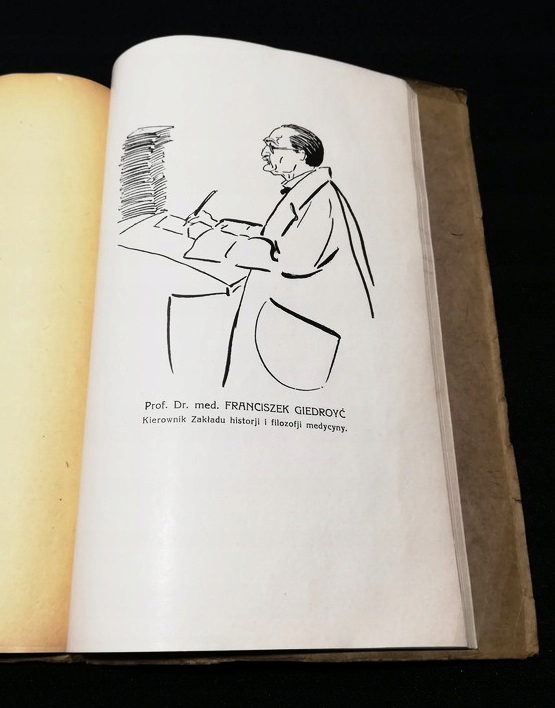 Prof. Dr. med. FRANCISZEK GIEDROYĆ
Kierownik Zakładu historji i filozofji medycyny.